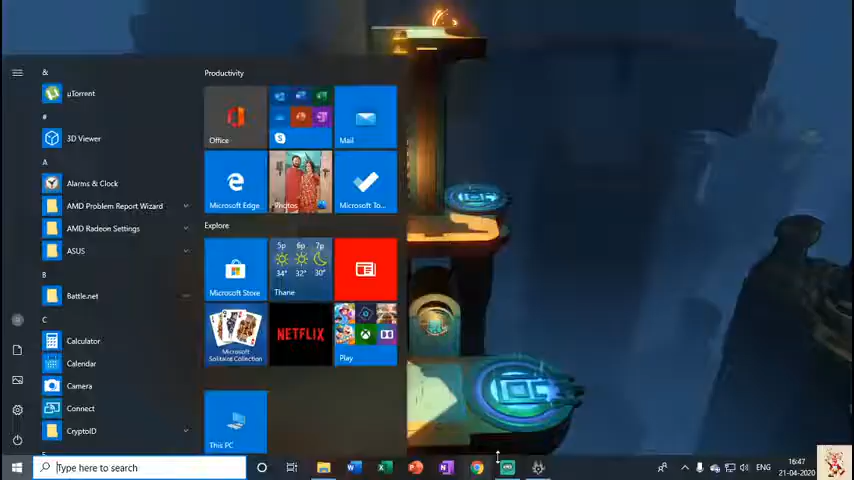 Productivity
&
µTorrent
#
3D Viewer
Office
Mail
A
Alarms & Clock
AMD Problem Report Wizard
Microsoft Edge
Photos
Microsoft To...
AMD Radeon Settings
Explore
ASUS
5p 6p 7p
34° 32° 30°
B
Battle.net
Microsoft Store
Thane
C
Calculator
NETFLIX
Calendar
Microsoft
Solitaire Collection
Play
Camera
Connect
CryptoID
This PC
Type here to search
ENG
16:47
21-04-2020